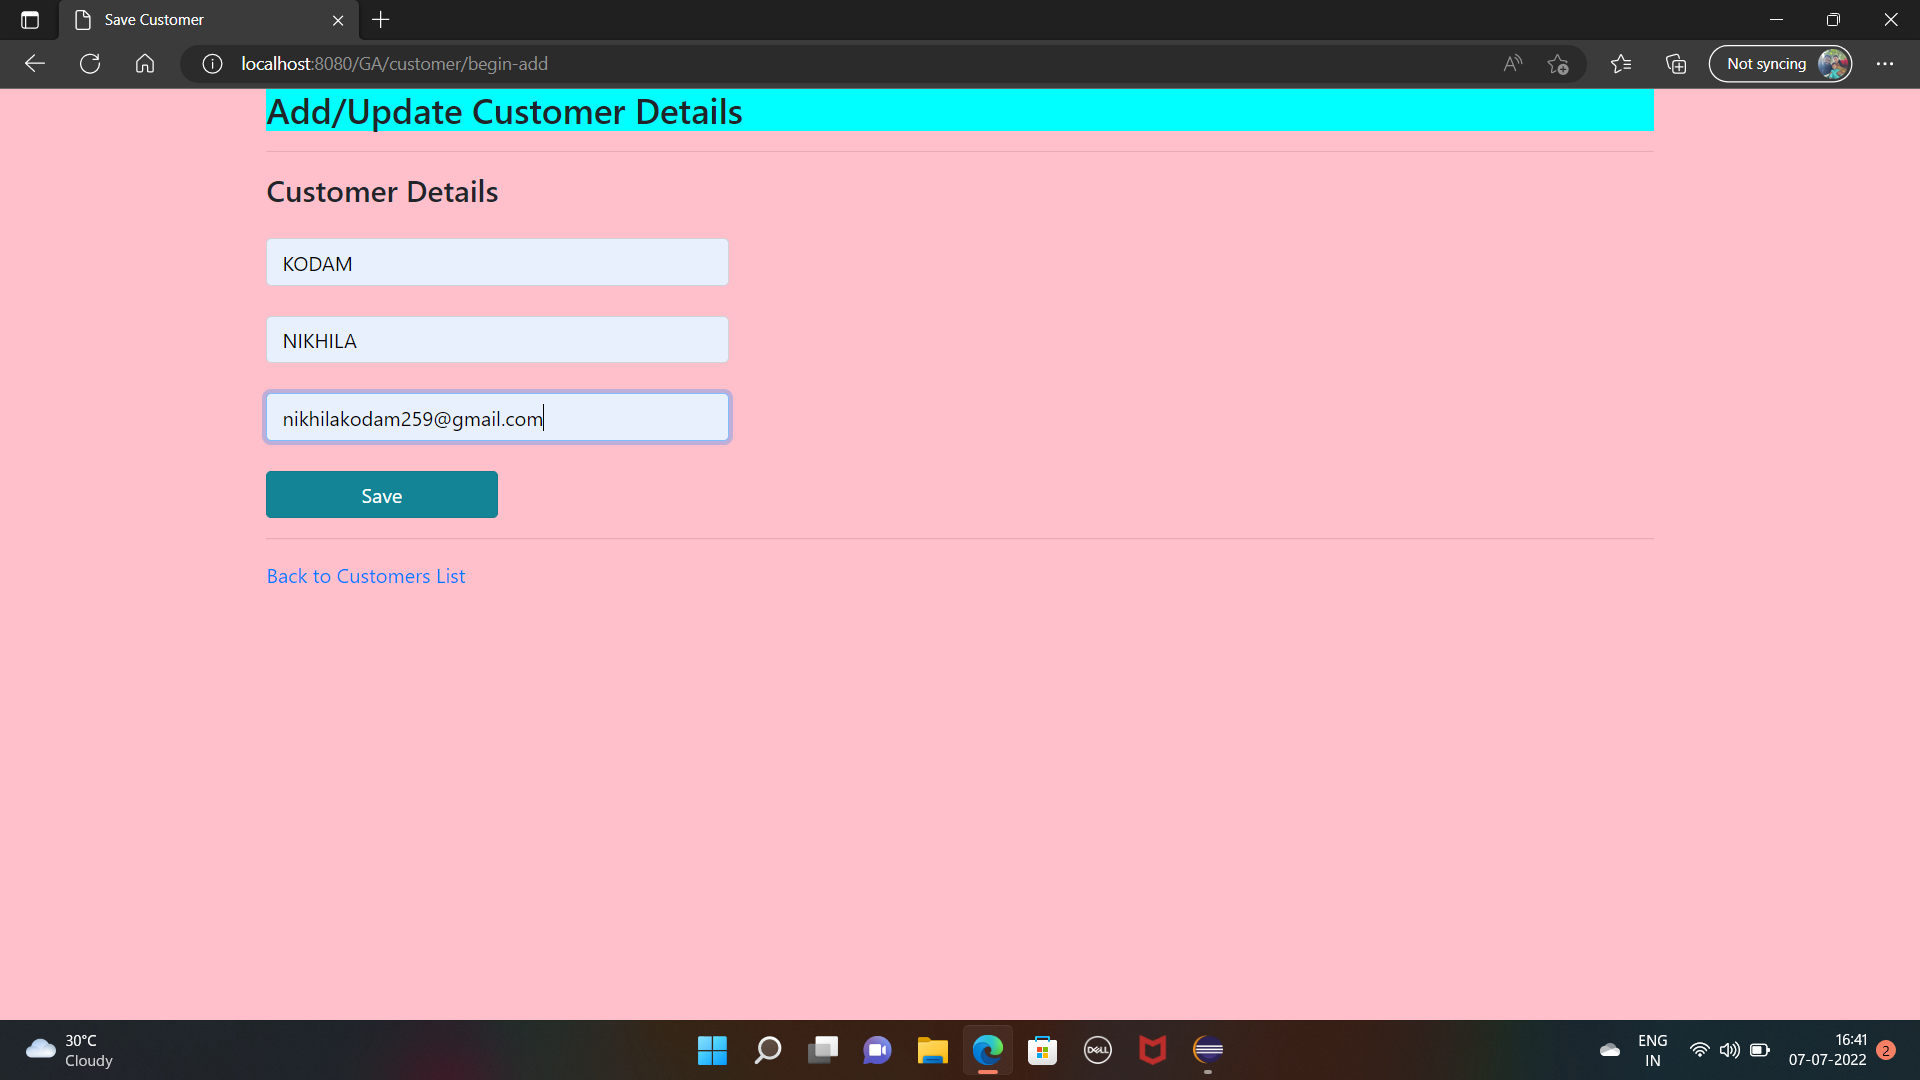 Save Customer
localhost:8080/GA/customer/begin-add
Not syncing
Add/Update Customer Details
Customer Details
KODAM
NIKHILA
nikhilakodam259@gmail.com
Save
Back to Customers List
30°C
Cloudy
DELL
ENG
IN
16:41
07-07-2022
2